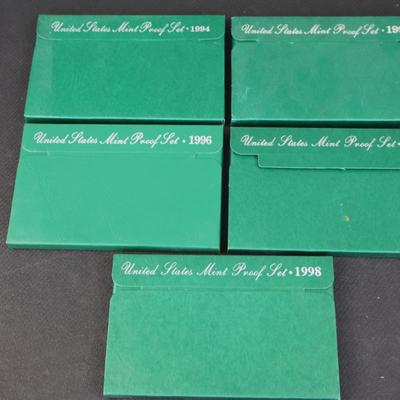 United States Mint Proof Set • 1994
United States Mint Proof Set • 199
United States Mint Proof Set • 1996
United States Mint Proof Set •
United States Mint Proof Set • 1998